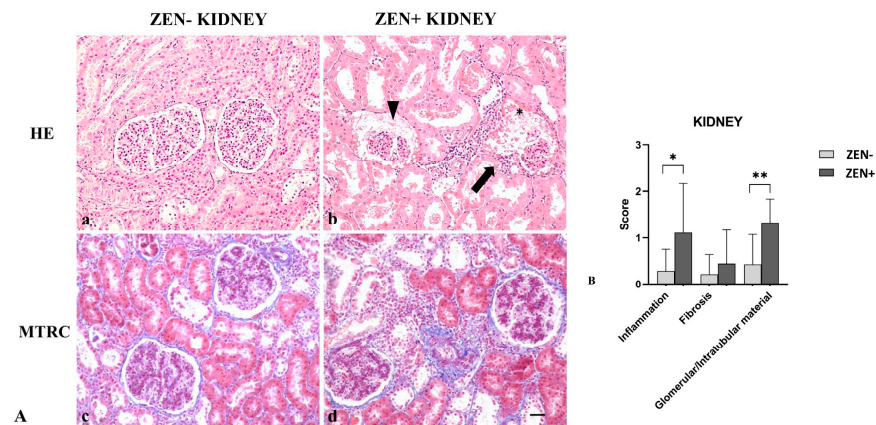 ZEN- KIDNEY ZEN+ KIDNEY
HE
a
b
*
MTRC
c
d
A
KIDNEY
ZEN-
ZEN+
Score
3
2
1
0
*
**
Inflammation
Fibrosis
Glomerular/Intratubular material
B